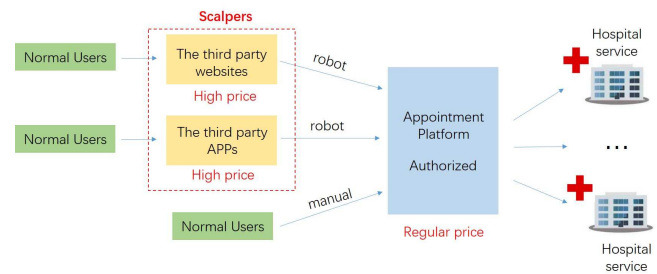 Scalpers
Normal Users
The third party
websites
High price
robot
Normal Users
The third party
APPs
High price
robot
Normal Users
manual
Appointment
Platform
Authorized
Regular price
Hospital
service
...
Hospital
service